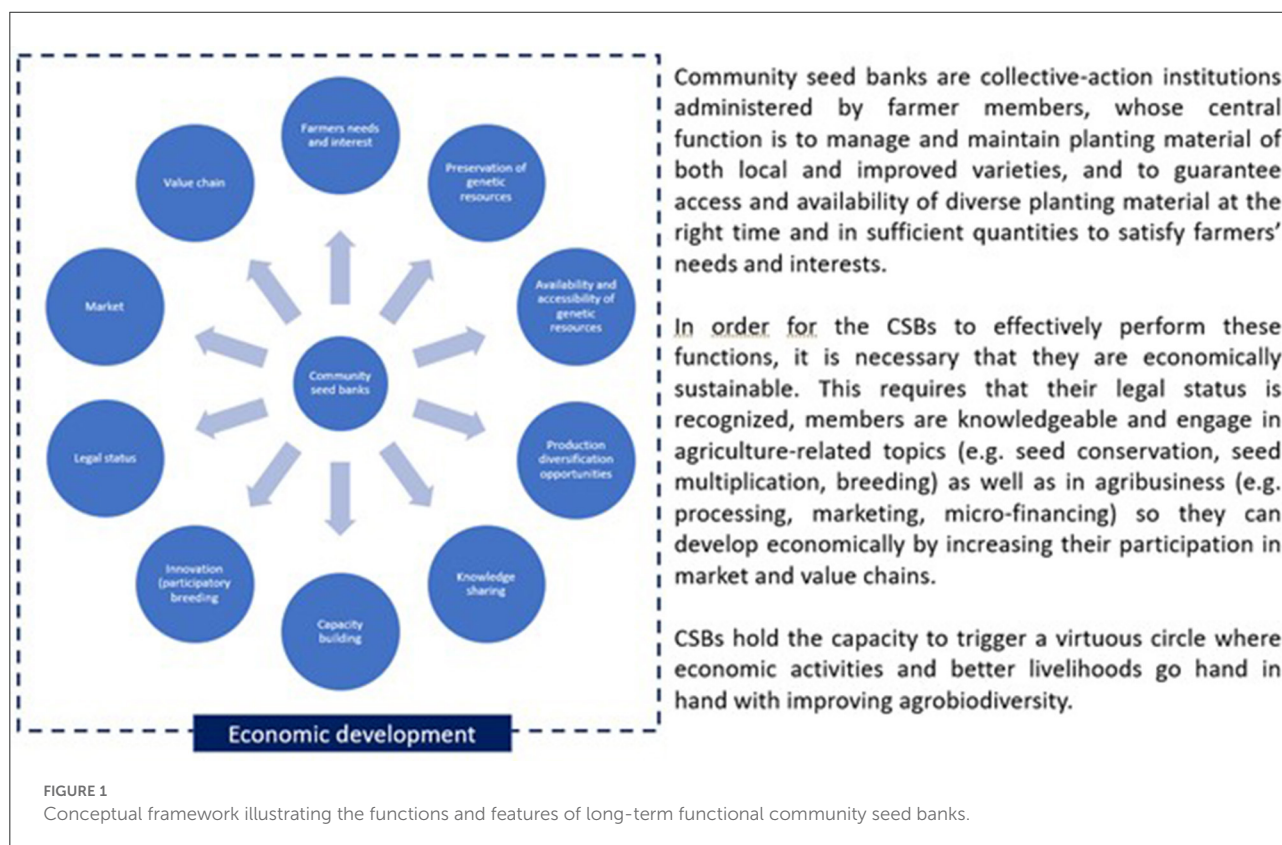 Farmers needs
and interest
Preservation of
genetic
resources
Availability and
accessibility of
genetic
resources
Production
diversification
opportunities
Knowledge
sharing
Capacity
building
Innovation
(participatory
breeding
Legal status
Market
Value chain
Community
seed banks
Economic development
Community seed banks are collective-action institutions
administered by farmer members, whose central
function is to manage and maintain planting material of
both local and improved varieties, and to guarantee
access and availability of diverse planting material at the
right time and in sufficient quantities to satisfy farmers’
needs and interests.
In order for the CSBs to effectively perform these
functions, it is necessary that they are economically
sustainable. This requires that their legal status is
recognized, members are knowledgeable and engage in
agriculture-related topics (e.g. seed conservation, seed
multiplication, breeding) as well as in agribusiness (e.g.
processing, marketing, micro-financing) so they can
develop economically by increasing their participation in
market and value chains.
CSBs hold the capacity to trigger a virtuous circle where
economic activities and better livelihoods go hand in
hand with improving agrobiodiversity.
FIGURE 1
Conceptual framework illustrating the functions and features of long-term functional community seed banks.